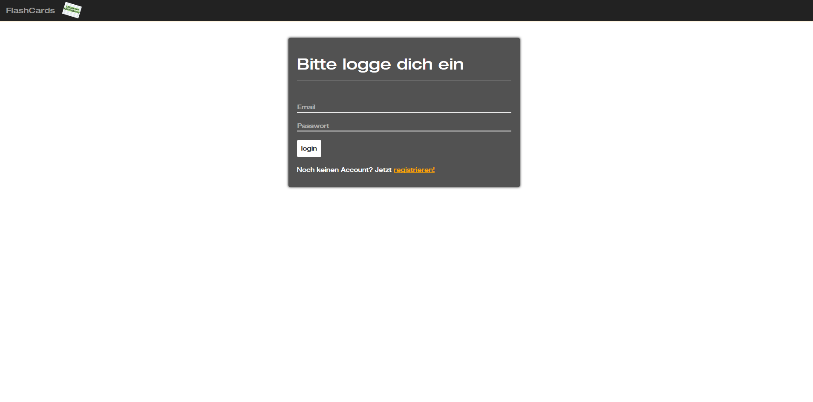 FlashCards
Bitte logge dich ein
Email
Passwort
login
Noch keinen Account? Jetzt registrieren!